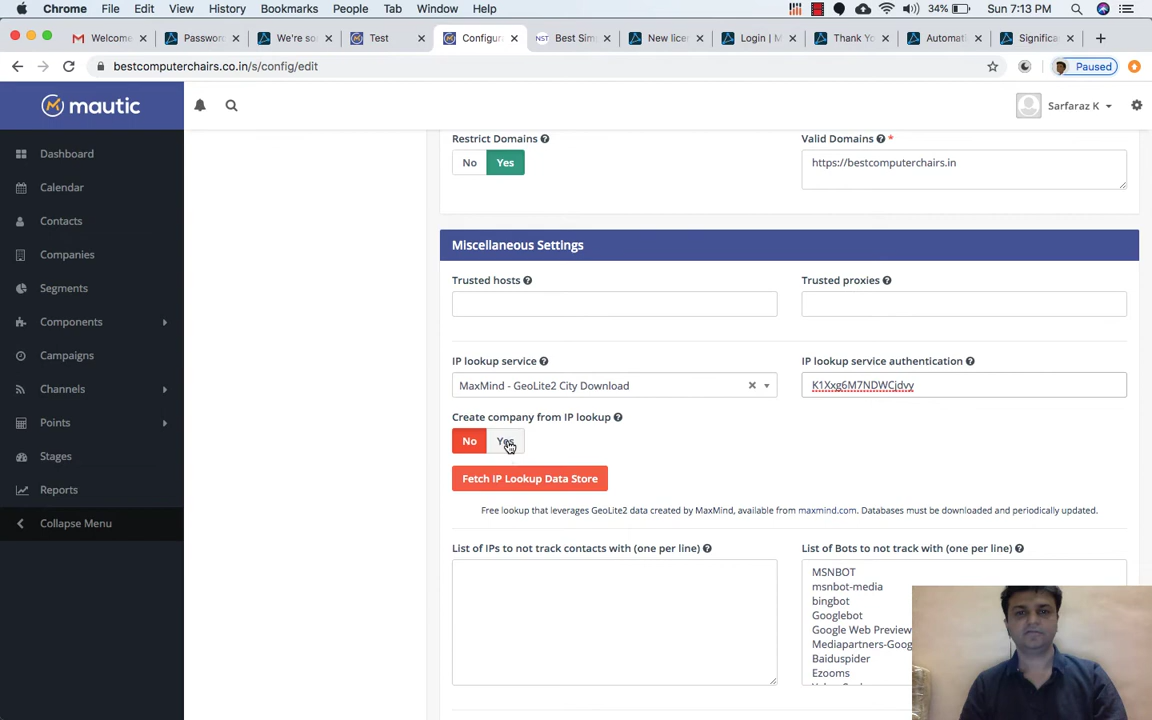 Chrome File Edit View History Bookmarks People Tab Window Help 34% Sun 7:13 PM
Welcome Passwor We're so Test Configura Best Sim New licen Login | M Thank Yo Automati Significa
bestcomputerchairs.co.in/s/config/edit Paused
mautic Sarfaraz K
Restrict Domains Valid Domains *
No Yes https://bestcomputerchairs.in
Dashboard
Calendar
Contacts
Companies
Segments
Components
Campaigns
Channels
Points
Stages
Reports
Collapse Menu
Miscellaneous Settings
Trusted hosts Trusted proxies
IP lookup service IP lookup service authentication
MaxMind - GeoLite2 City Download K1Xxg6M7NDWCjdvy
Create company from IP lookup
No Yes
Fetch IP Lookup Data Store
Free lookup that leverages GeoLite2 data created by MaxMind, available from maxmind.com. Databases must be downloaded and periodically updated.
List of IPs to not track contacts with (one per line) List of Bots to not track with (one per line)
MSNBOT
msnbot-media
bingbot
Googlebot
Google Web Preview
Mediapartners-Goog
Baiduspider
Ezooms